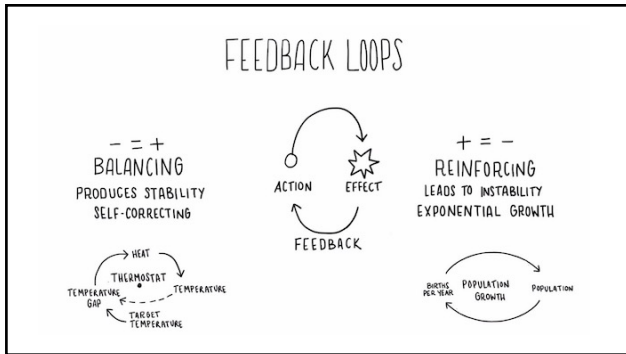 FEEDBACK LOOPS
- = +
BALANCING
PRODUCES STABILITY
SELF-CORRECTING
ACTION
EFFECT
FEEDBACK
+ = -
REINFORCING
LEADS TO INSTABILITY
EXPONENTIAL GROWTH
HEAT
THERMOSTAT
TEMPERATURE
GAP
TEMPERATURE
TARGET
TEMPERATURE
BIRTHS
PER YEAR
POPULATION
GROWTH
POPULATION